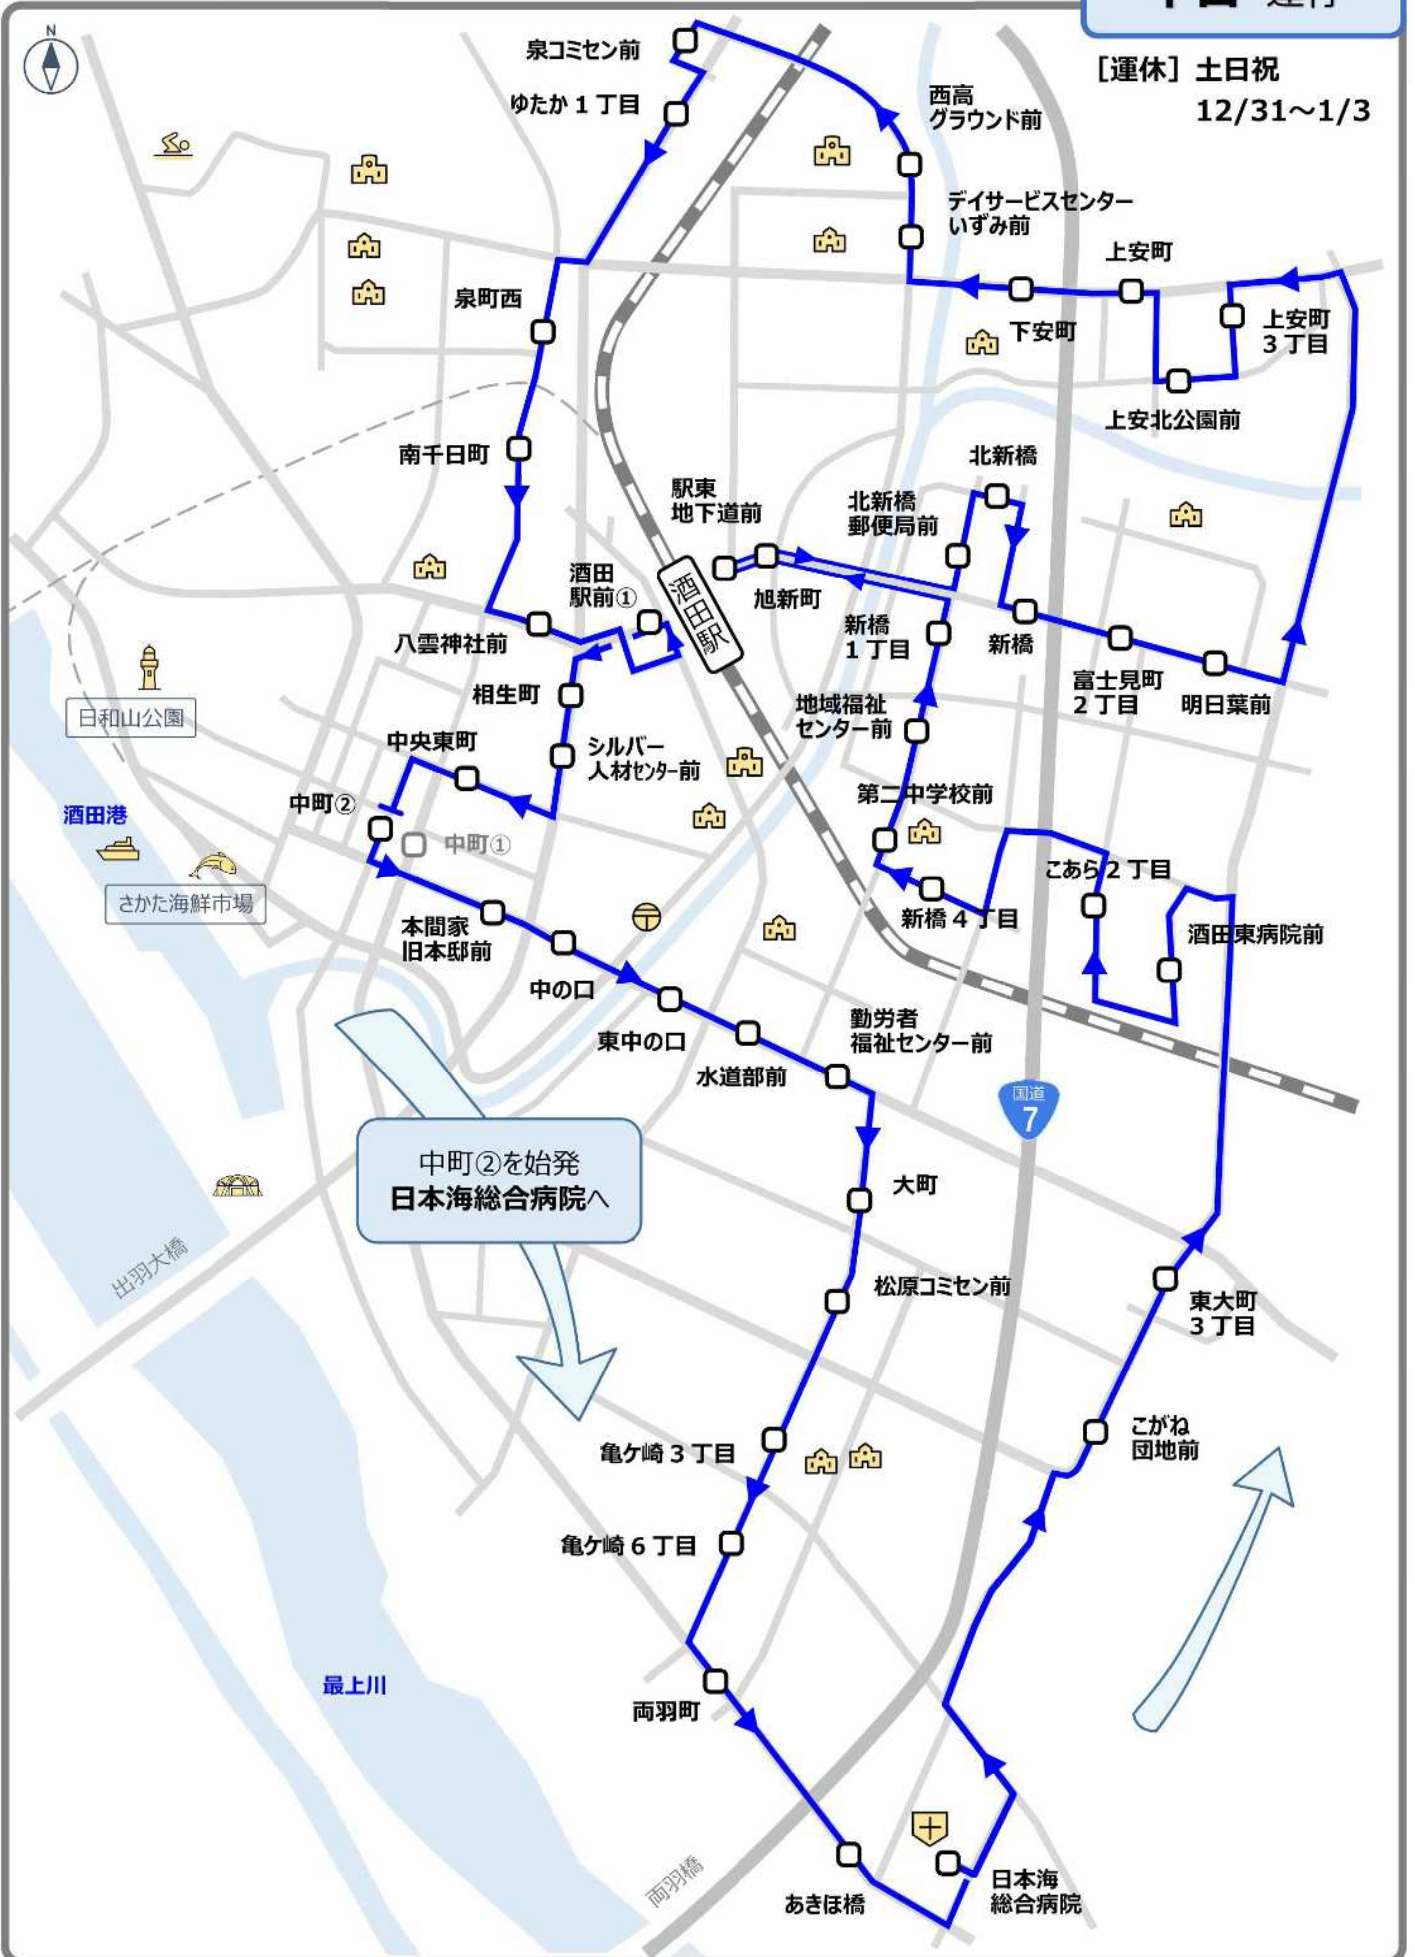 平日 運行
［運休］土日祝
12/31～1/3
N
泉コミセン前
ゆたか１丁目
西高
グラウンド前
デイサービスセンター
いずみ前
上安町
泉町西
下安町
上安町
３丁目
上安北公園前
南千日町
北新橋
駅東
地下道前
北新橋
郵便局前
酒田
駅前①
酒田駅
旭新町
八雲神社前
新橋
１丁目
新橋
富士見町
２丁目
明日葉前
相生町
日和山公園
地域福祉
センター前
中央東町
シルバー
人材センター前
中町②
酒田港
第二中学校前
中町①
こあら２丁目
さかた海鮮市場
本間家
旧本邸前
新橋４丁目
酒田東病院前
中の口
東中の口
勤労者
福祉センター前
水道部前
国道
7
中町②を始発
日本海総合病院へ
大町
出羽大橋
松原コミセン前
東大町
３丁目
亀ケ崎３丁目
こがね
団地前
亀ケ崎６丁目
最上川
両羽町
両羽橋
あきほ橋
日本海
総合病院